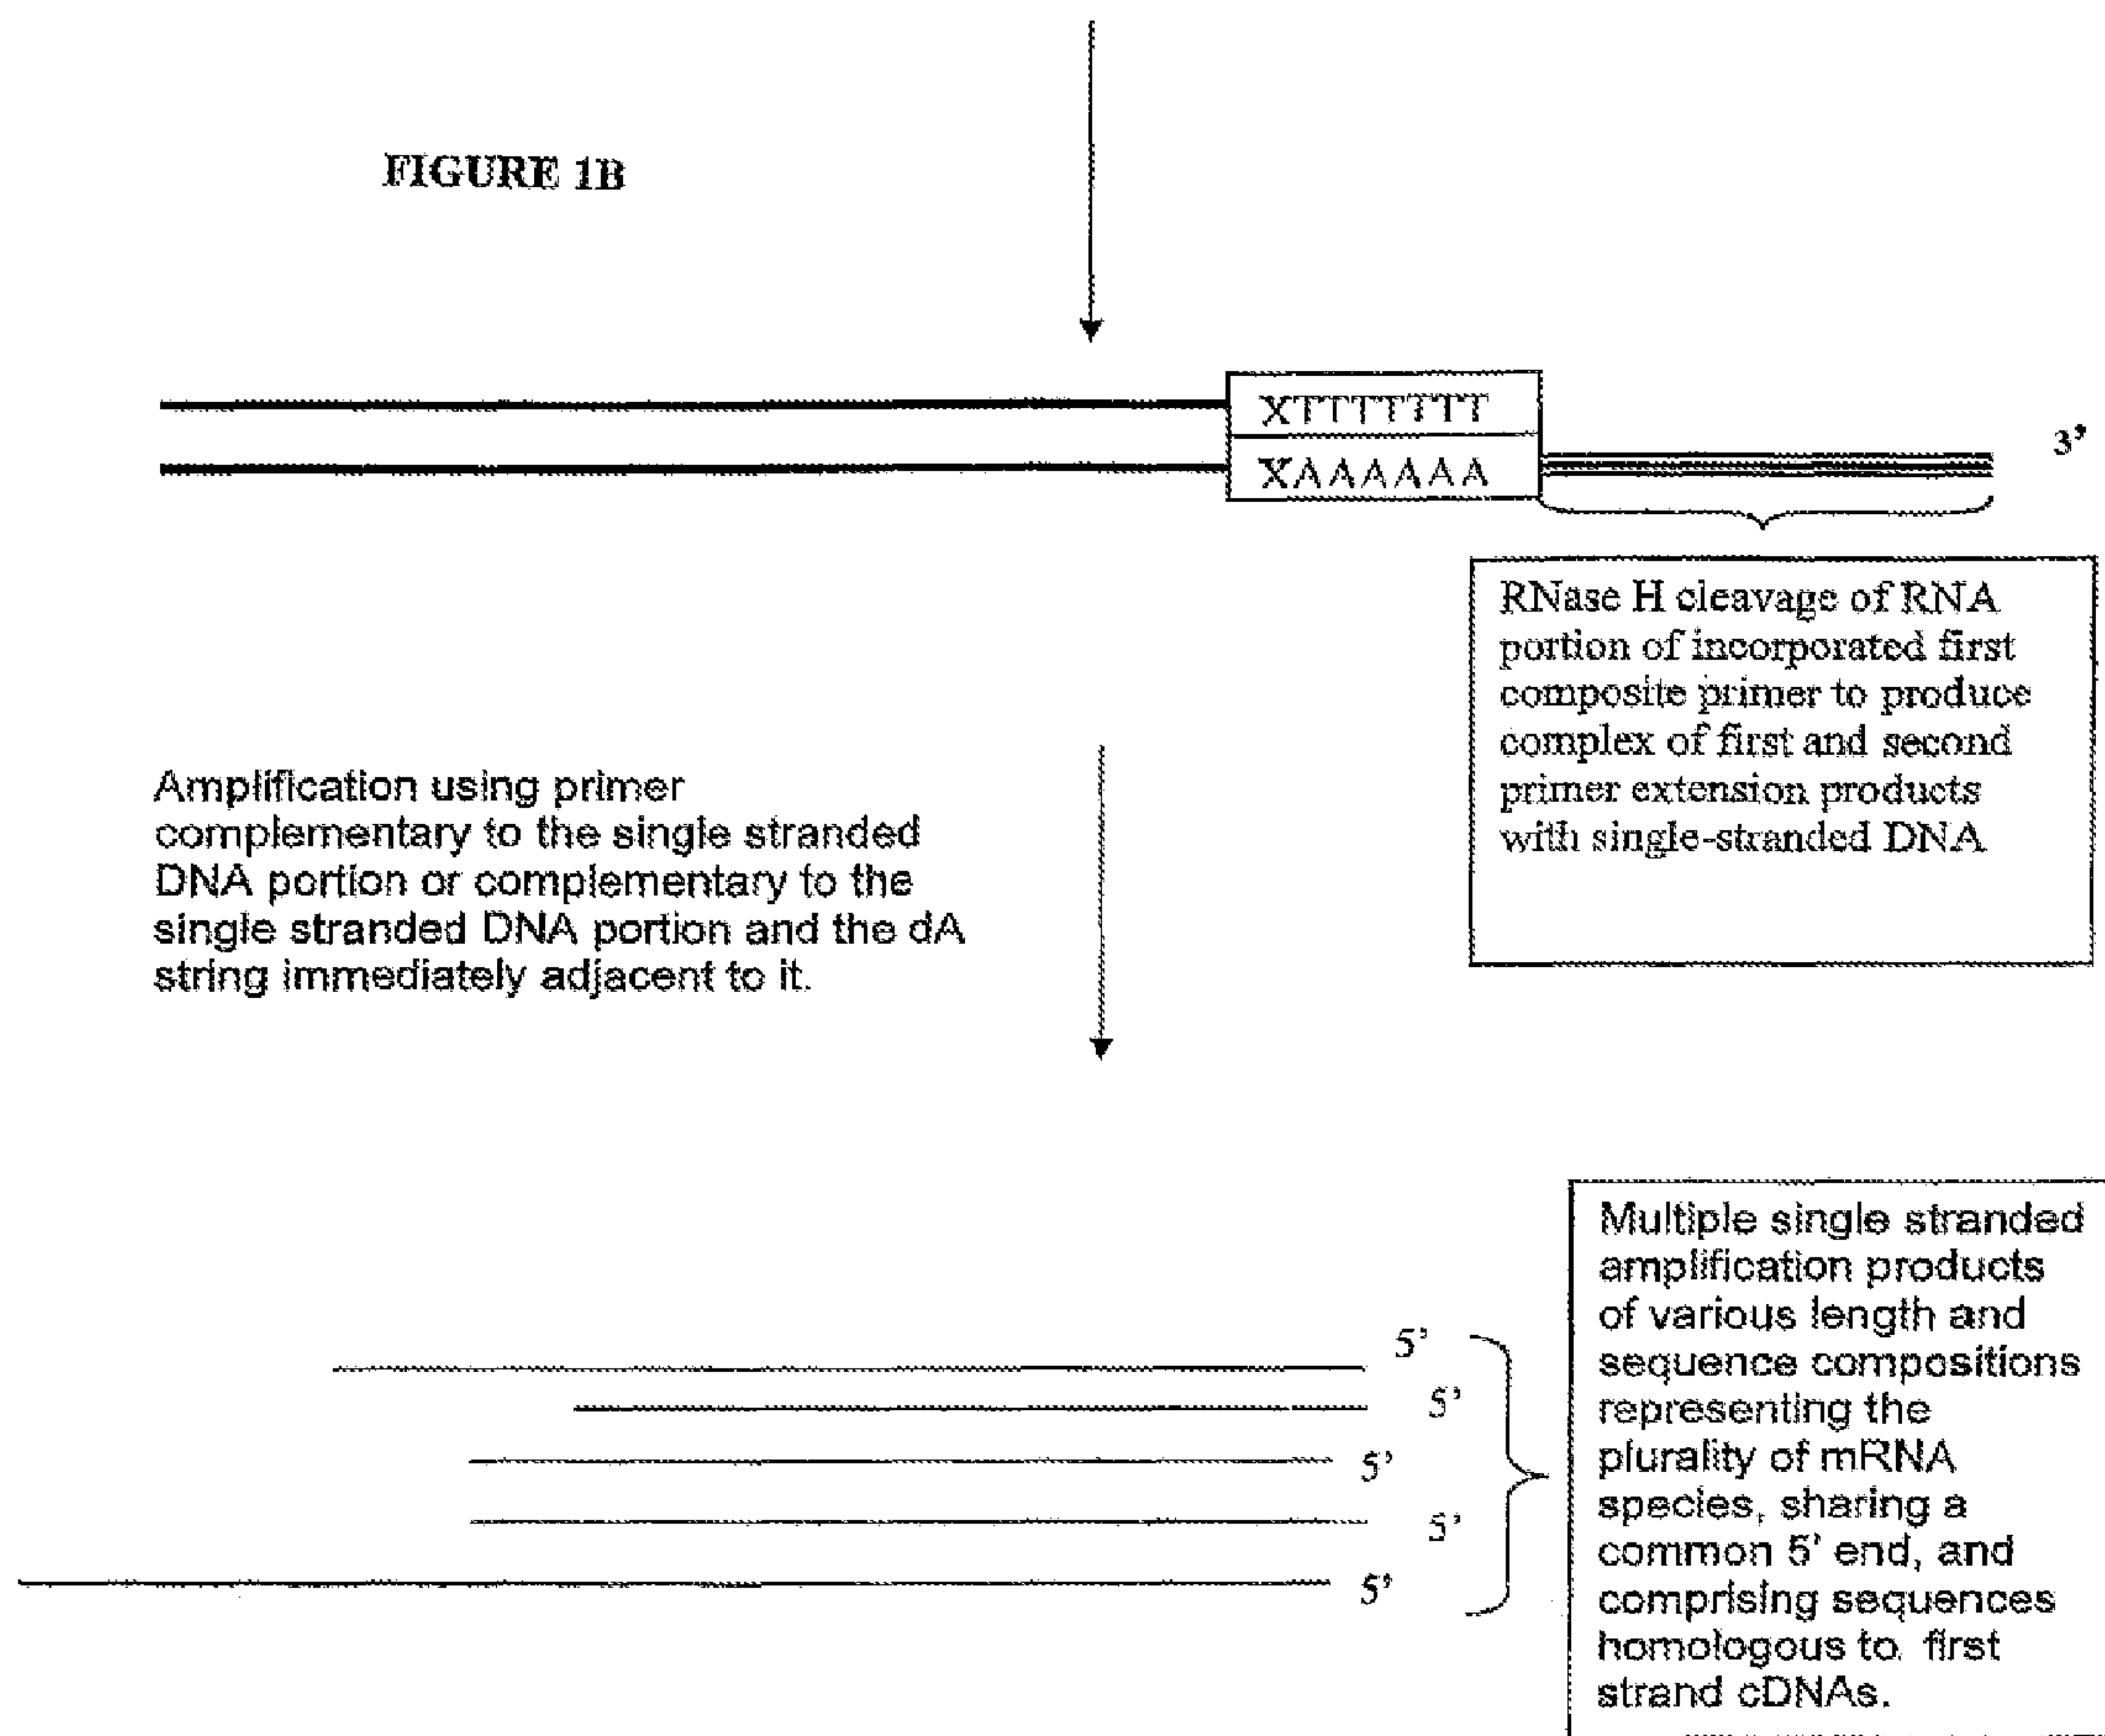 FIGURE 1B
XTTTTTTT
XAAAAAA
3'
RNase H cleavage of RNA
portion of incorporated first
composite primer to produce
complex of first and second
primer extension products
with single-stranded DNA
Amplification using primer
complementary to the single stranded
DNA portion or complementary to the
single stranded DNA portion and the dA
string immediately adjacent to it.
5'
5'
5'
5'
5'
Multiple single stranded
amplification products
of various length and
sequence compositions
representing the
plurality of mRNA
species, sharing a
common 5' end, and
comprising sequences
homologous to first
strand cDNAs.